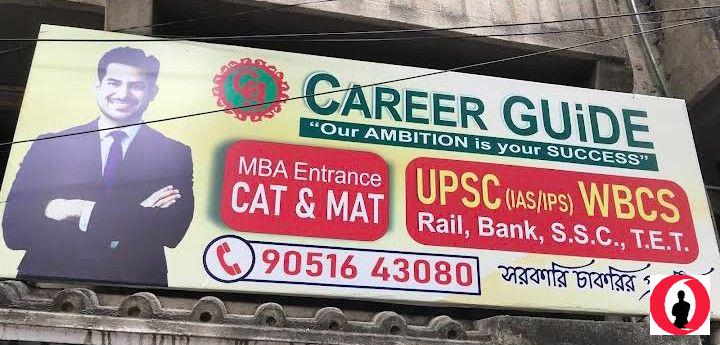 CAREER GUiDE
"Our AMBITION is your SUCCESS"
MBA Entrance
CAT & MAT
UPSC (IAS/IPS) WBCS
Rail, Bank, S.S.C., T.E.T.
90516 43080
সরকারি চাকরির